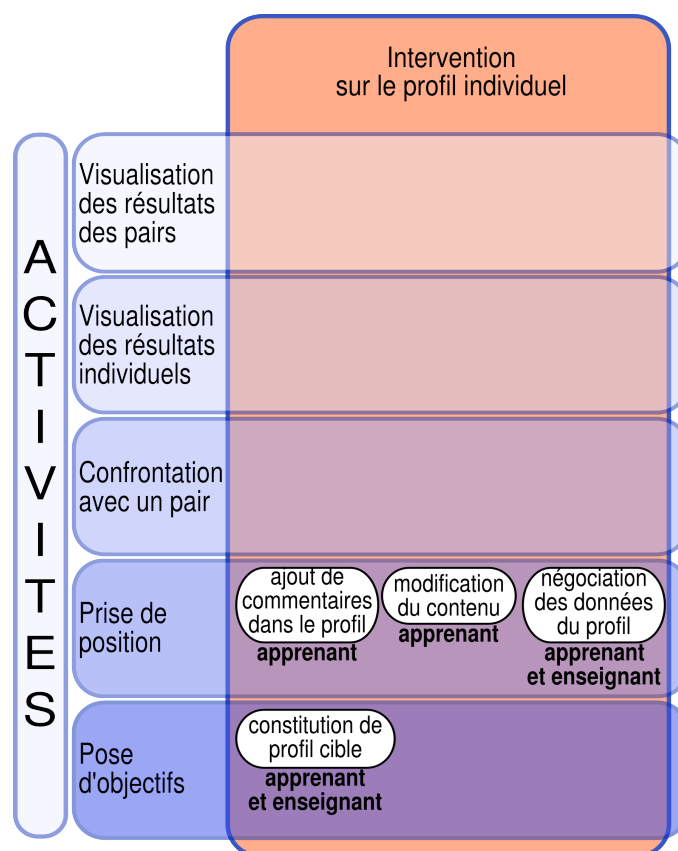 Intervention
sur le profil individuel
ACTIVITES
Visualisation
des résultats
des pairs
Visualisation
des résultats
individuels
Confrontation
avec un pair
Prise de
position
ajout de
commentaires
dans le profil
apprenant
modification
du contenu
apprenant
négociation
des données
du profil
apprenant
et enseignant
Pose
d'objectifs
constitution de
profil cible
apprenant
et enseignant